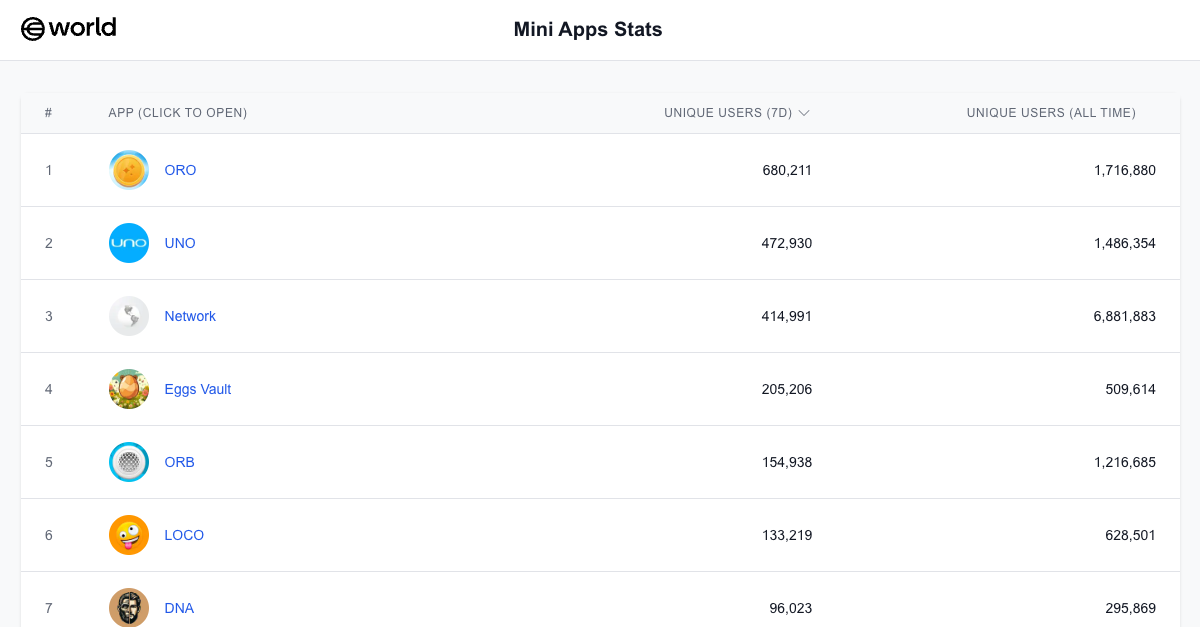 world
Mini Apps Stats
# APP (CLICK TO OPEN) UNIQUE USERS (7D) UNIQUE USERS (ALL TIME)
1 ORO 680,211 1,716,880
2 uno UNO 472,930 1,486,354
3 Network 414,991 6,881,883
4 Eggs Vault 205,206 509,614
5 ORB 154,938 1,216,685
6 LOCO 133,219 628,501
7 DNA 96,023 295,869